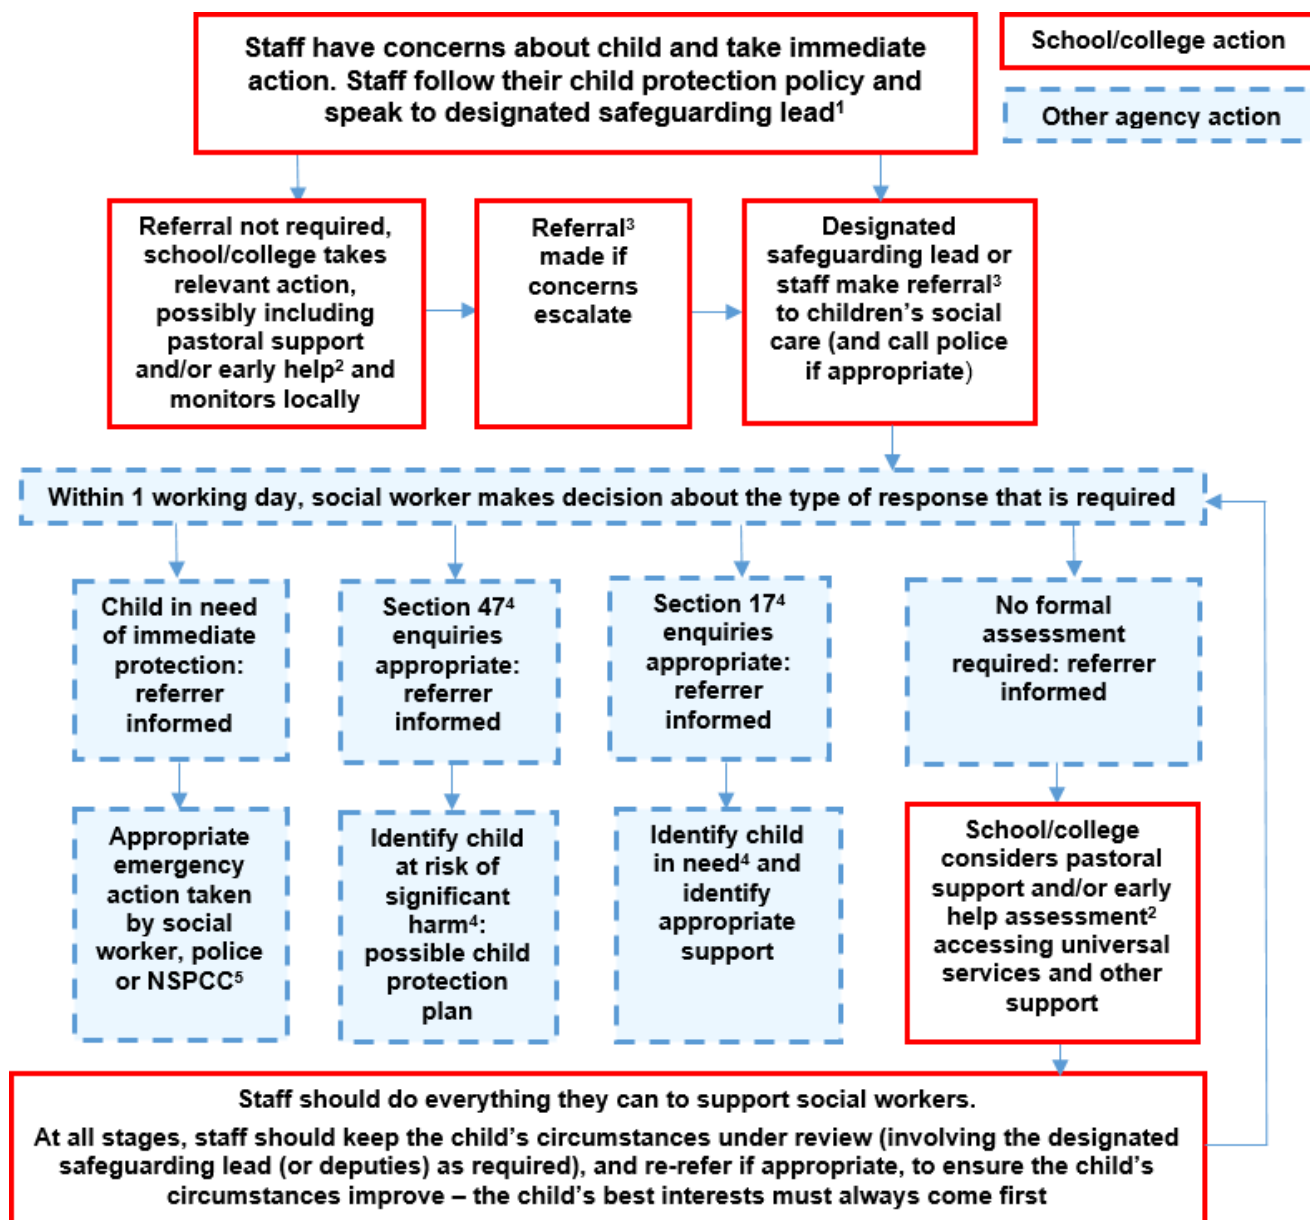 Staff have concerns about child and take immediate
action. Staff follow their child protection policy and
speak to designated safeguarding lead¹
School/college action
Other agency action
Referral not required,
school/college takes
relevant action,
possibly including
pastoral support
and/or early help² and
monitors locally
Referral³
made if
concerns
escalate
Designated
safeguarding lead or
staff make referral³
to children’s social
care (and call police
if appropriate)
Within 1 working day, social worker makes decision about the type of response that is required
Child in need
of immediate
protection:
referrer
informed
Section 47⁴
enquiries
appropriate:
referrer
informed
Section 17⁴
enquiries
appropriate:
referrer
informed
No formal
assessment
required: referrer
informed
Appropriate
emergency
action taken
by social
worker, police
or NSPCC⁵
Identify child
at risk of
significant
harm⁴:
possible child
protection
plan
Identify child
in need⁴ and
identify
appropriate
support
School/college
considers pastoral
support and/or early
help assessment²
accessing universal
services and other
support
Staff should do everything they can to support social workers.
At all stages, staff should keep the child’s circumstances under review (involving the designated
safeguarding lead (or deputies) as required), and re-refer if appropriate, to ensure the child’s
circumstances improve – the child’s best interests must always come first